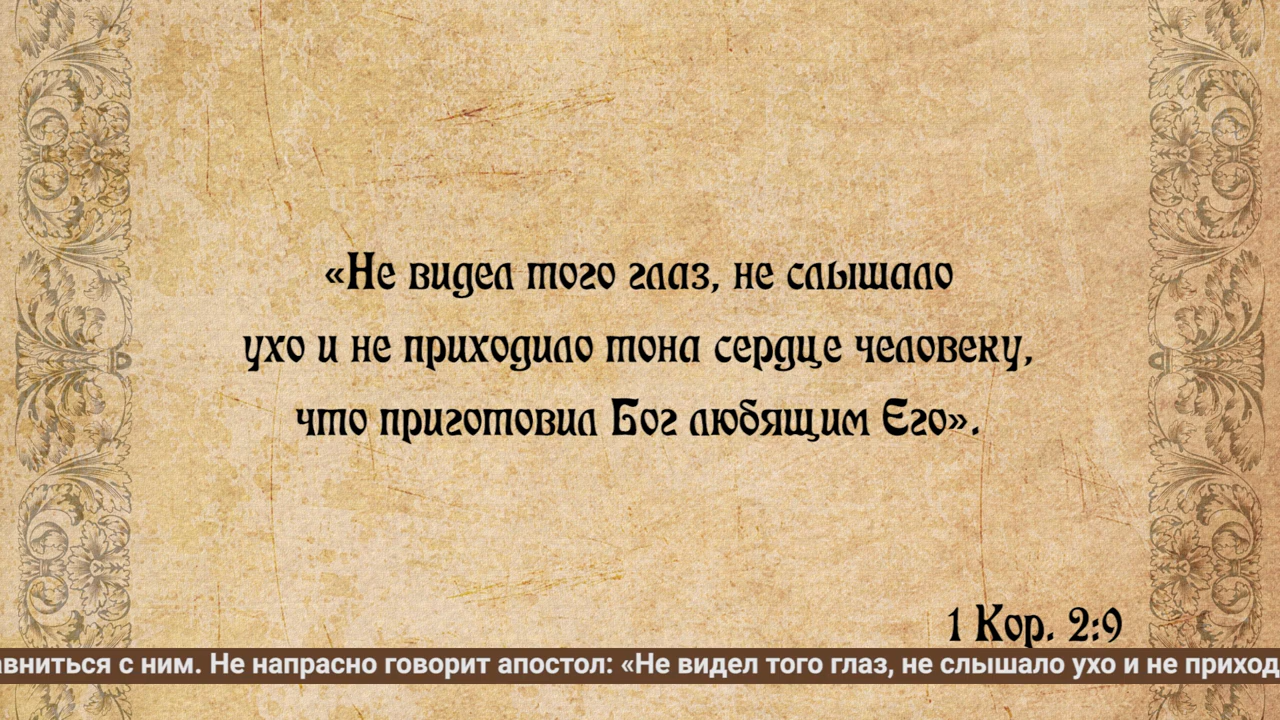 «Не видел того глаз, не слышало
ухо и не приходило тона сердце человеку,
что приготовил Бог любящим Его».
1 Кор. 2:9
авниться с ним. Не напрасно говорит апостол: «Не видел того глаз, не слышало ухо и не приход